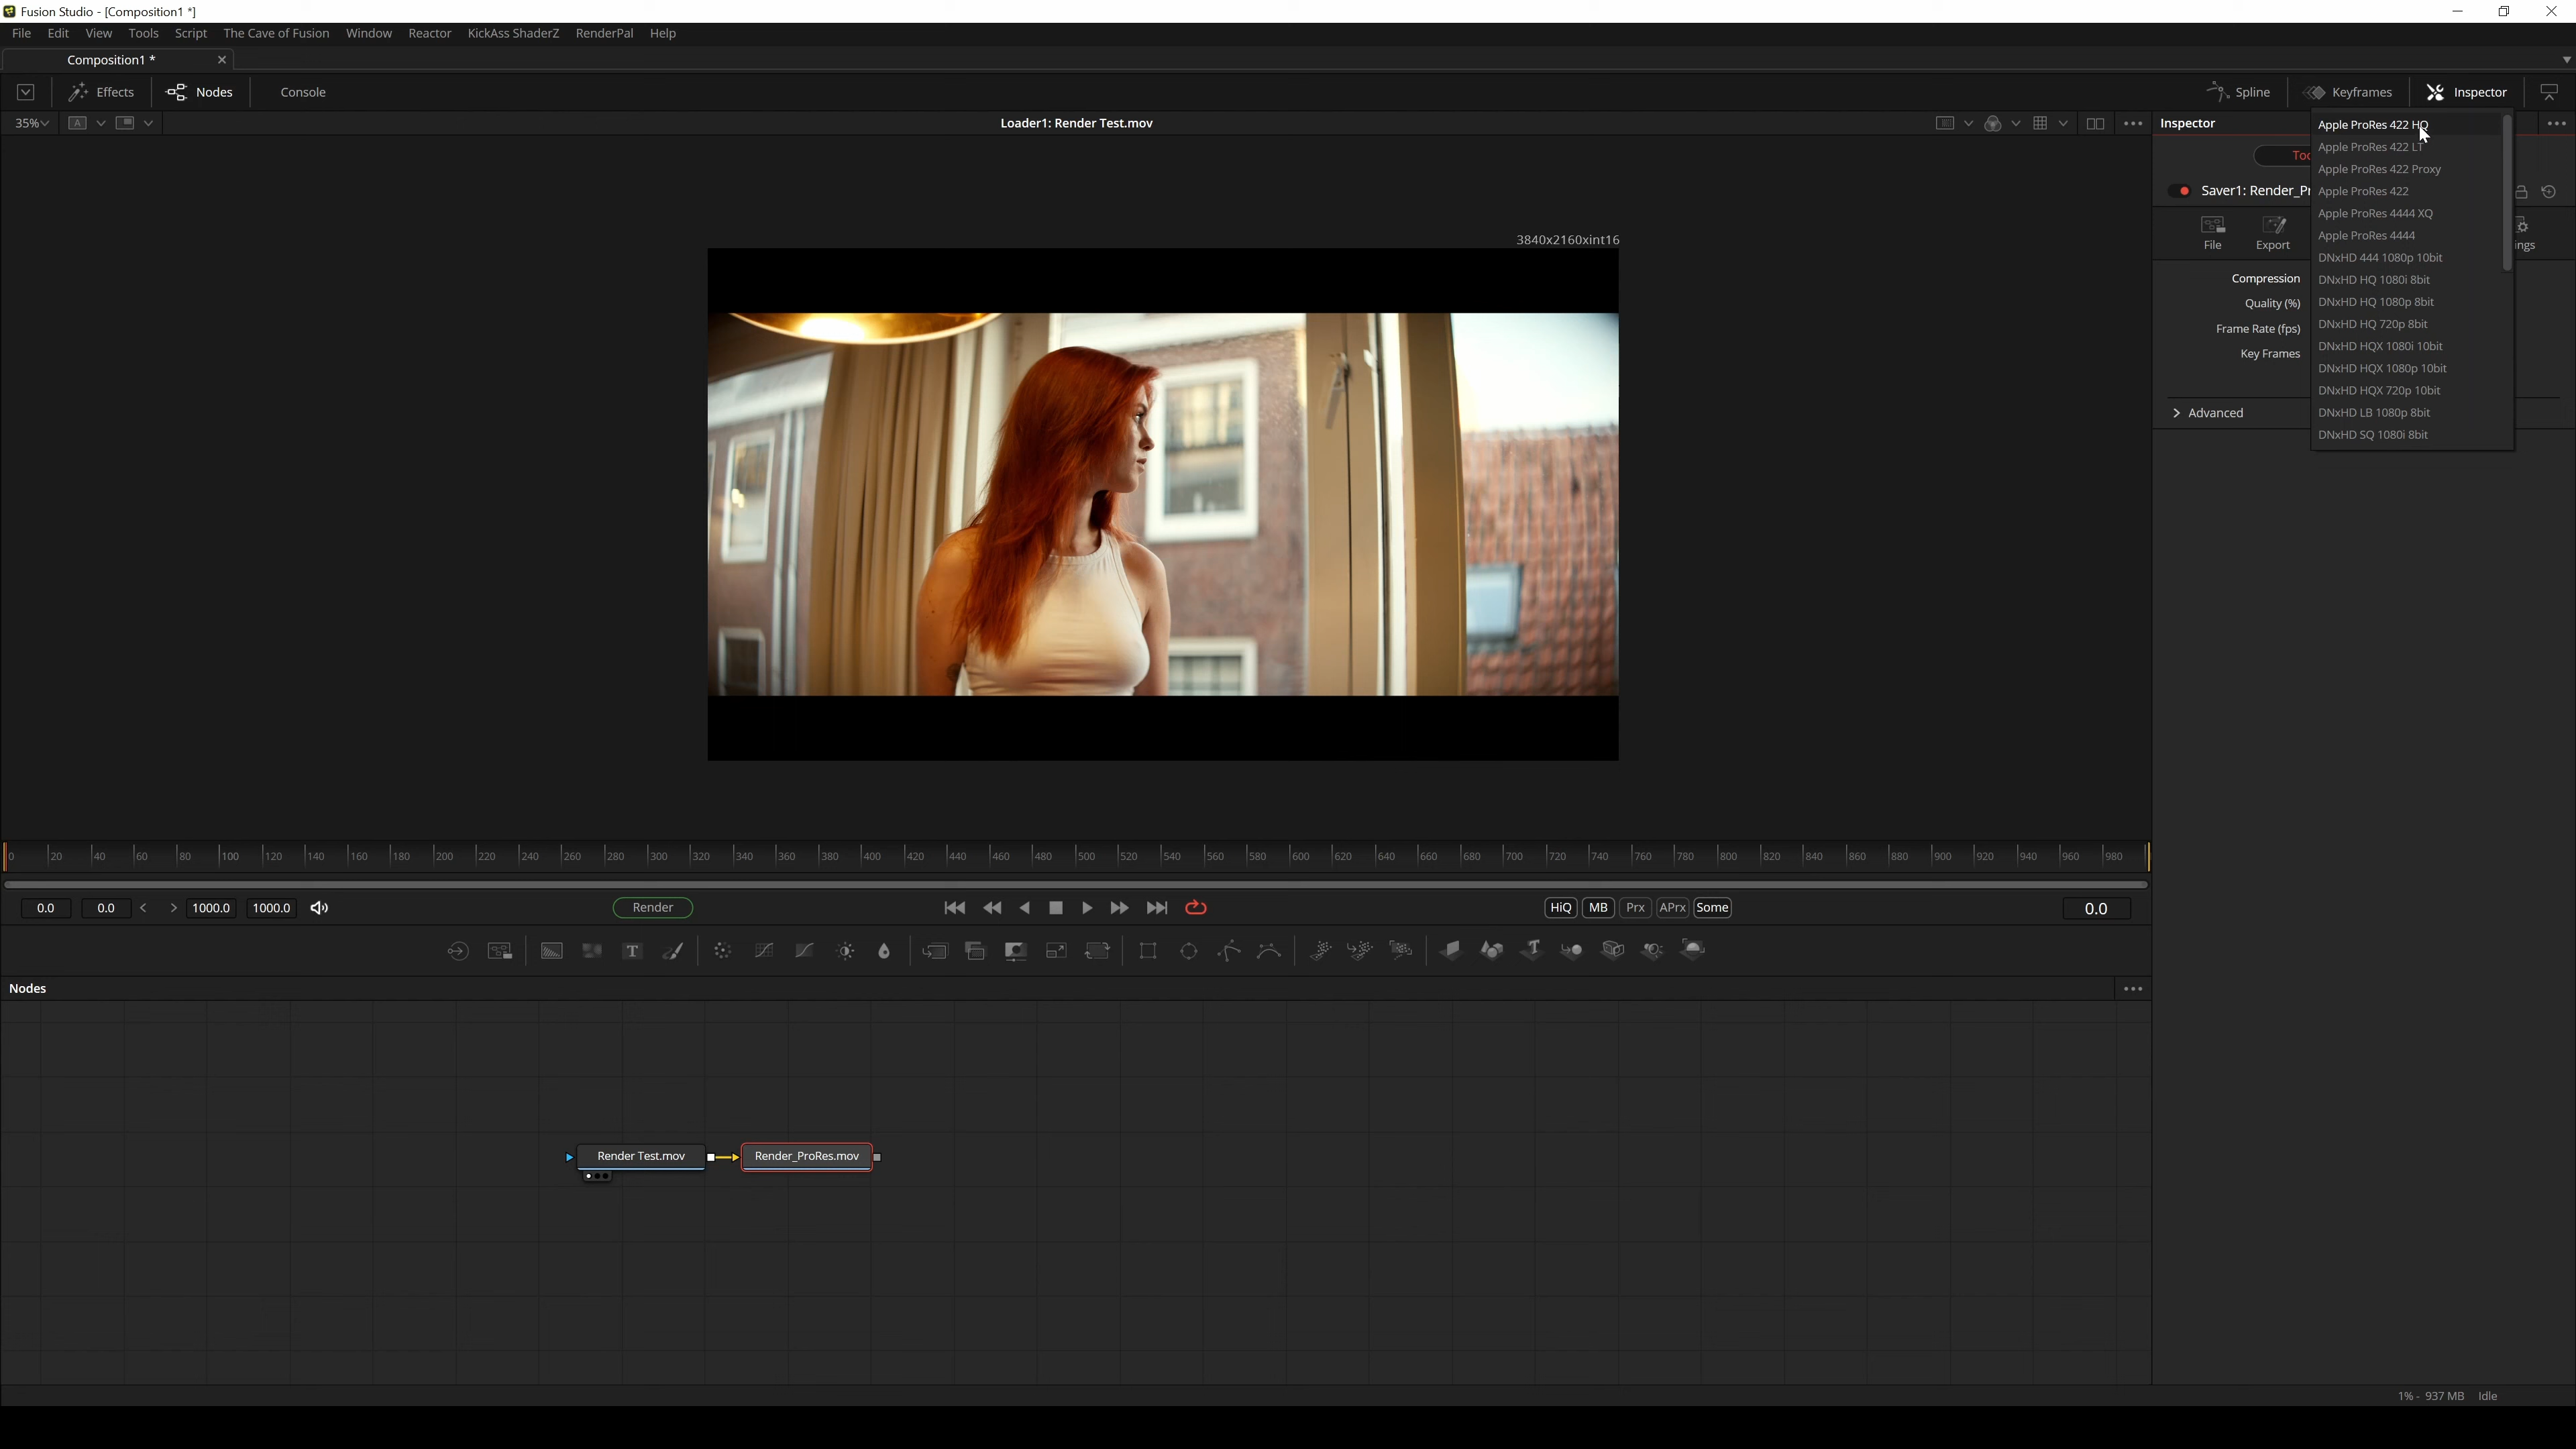 Fusion Studio - [Composition1 *]
File Edit View Tools Script The Cave of Fusion Window Reactor KickAss ShaderZ RenderPal Help
Composition1 *
Effects Nodes Console Spline Keyframes Inspector
35% A Loader1: Render Test.mov Inspector
Apple ProRes 422 HQ
Apple ProRes 422 LT
Apple ProRes 422 Proxy
Saver1: Render_Pr
Apple ProRes 422
Apple ProRes 4444 XQ
Apple ProRes 4444
3840x2160xint16
File Export ings
DNxHD 444 1080p 10bit
Compression
DNxHD HQ 1080i 8bit
Quality (%)
DNxHD HQ 1080p 8bit
Frame Rate (fps)
DNxHD HQ 720p 8bit
Key Frames
DNxHD HQX 1080i 10bit
DNxHD HQX 1080p 10bit
DNxHD HQX 720p 10bit
Advanced
DNxHD LB 1080p 8bit
DNxHD SQ 1080i 8bit
0 20 40 60 80 100 120 140 160 180 200 220 240 260 280 300 320 340 360 380 400 420 440 460 480 500 520 540 560 580 600 620 640 660 680 700 720 740 760 780 800 820 840 860 880 900 920 940 960 980
0.0 0.0 < > 1000.0 1000.0 Render HiQ MB Prx APrx Some 0.0
Nodes
Render Test.mov Render_ProRes.mov
1% - 937 MB Idle